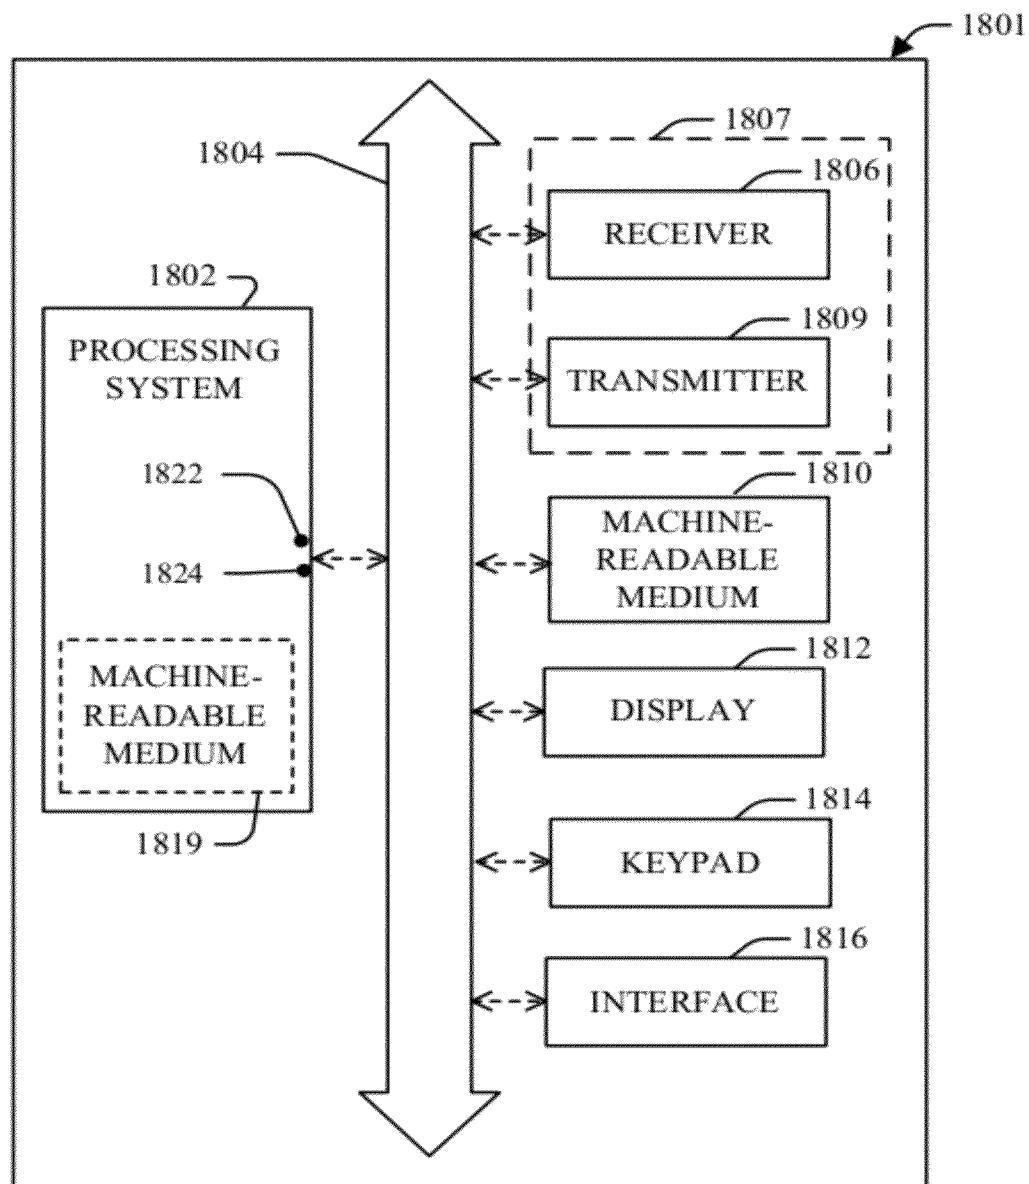 1801
1807
1804
1806
RECEIVER
1802
1809
PROCESSING
SYSTEM
TRANSMITTER
1822
1810
MACHINE-
READABLE
MEDIUM
1824
1812
MACHINE-
READABLE
MEDIUM
DISPLAY
1819
1814
KEYPAD
1816
INTERFACE